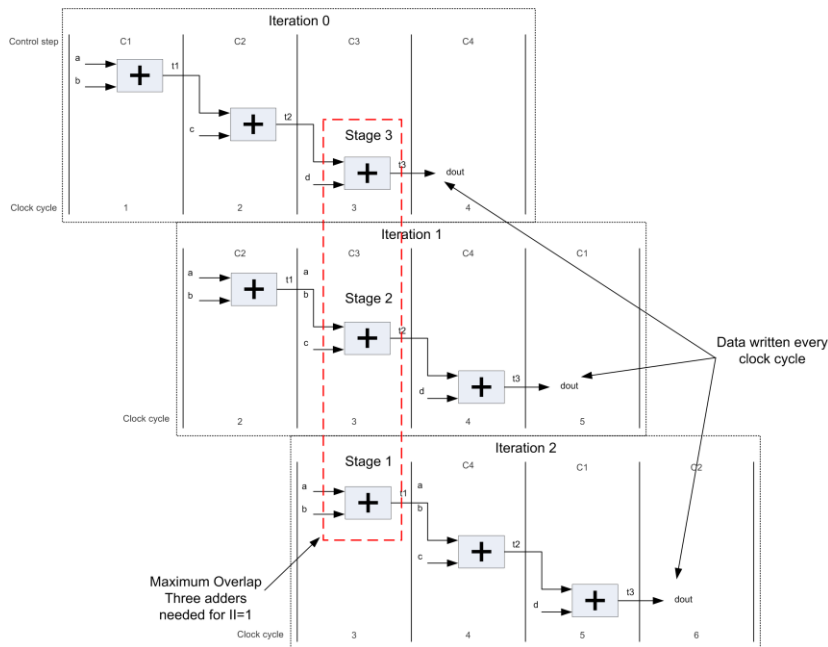 Iteration 0
Control step C1 C2 C3 C4
a
b
+
t1
c
+
t2
Stage 3
d
+
t3
dout
Clock cycle 1 2 3 4
Iteration 1
C2 C3 C4 C1
a
b
+
t1
a
b
Stage 2
c
+
t2
d
+
t3
dout
Clock cycle 2 3 4 5
Data written every
clock cycle
Iteration 2
Stage 1
C4 C1 C2
a
b
+
t1
a
b
c
+
t2
d
+
t3
dout
Maximum Overlap
Three adders
needed for II=1
Clock cycle 3 4 5 6